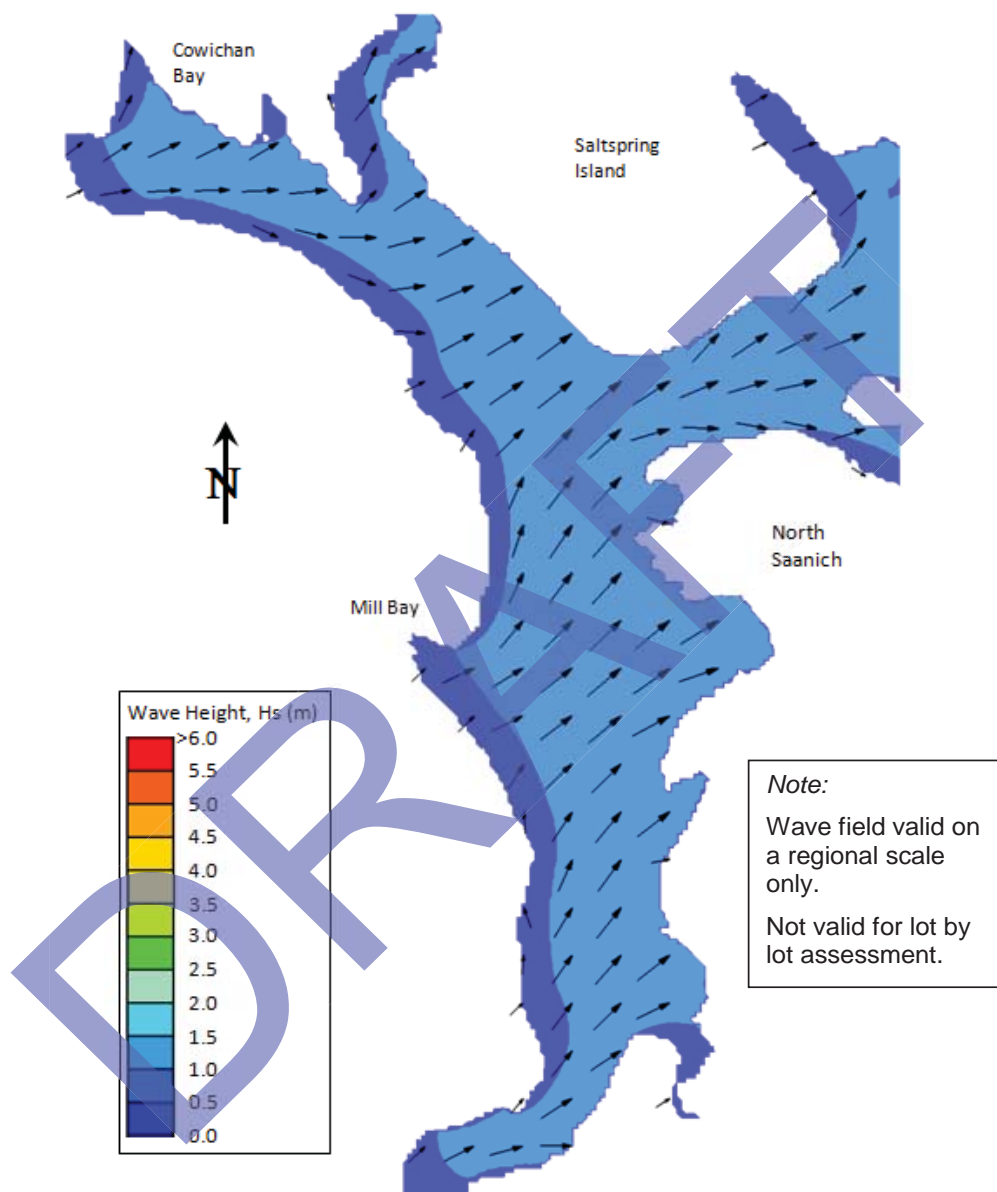 Cowichan
Bay
Saltspring
Island
N
North
Saanich
Mill Bay
Wave Height, Hs (m)
>6.0
5.5
5.0
4.5
4.0
3.5
3.0
2.5
2.0
1.5
1.0
0.5
0.0
Note:
Wave field valid on
a regional scale
only.
Not valid for lot by
lot assessment.
DRAFT